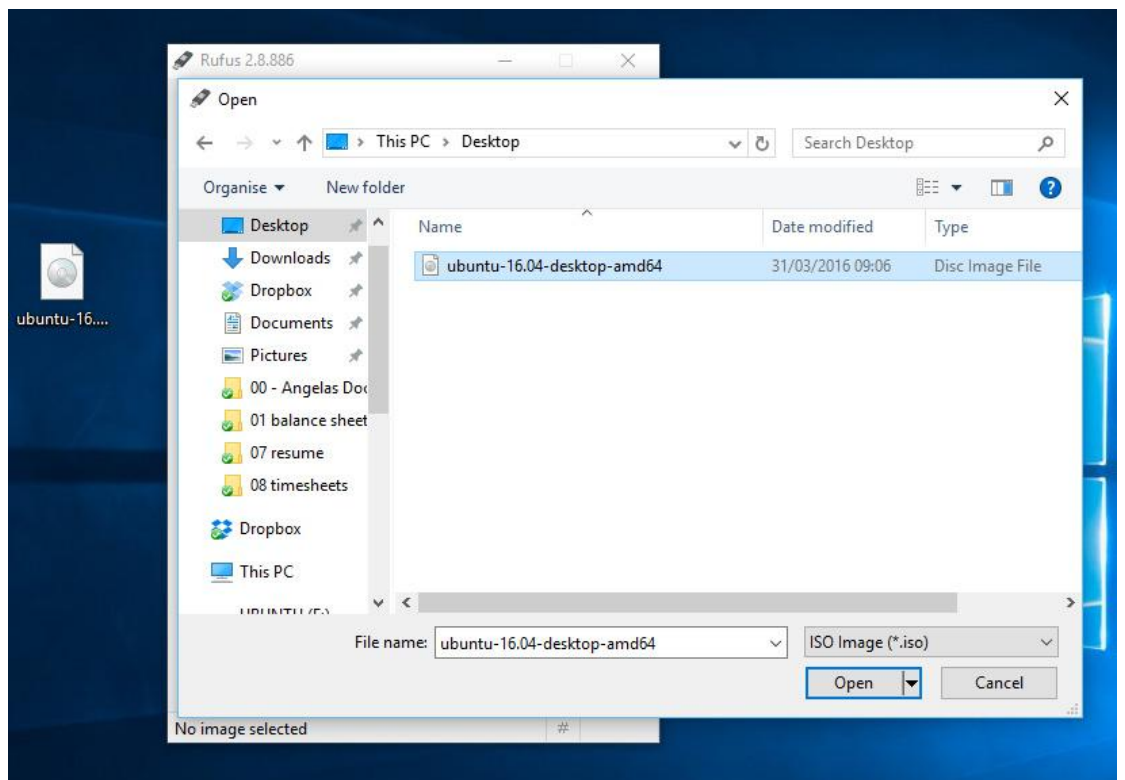 Rufus 2.8.886
Open
This PC > Desktop
Search Desktop
Organise
New folder
Name
Date modified
Type
Desktop
Downloads
Dropbox
Documents
Pictures
00 - Angelas Doc
01 balance sheet
07 resume
08 timesheets
Dropbox
This PC
UBUNTU (E:)
ubuntu-16.04-desktop-amd64 31/03/2016 09:06 Disc Image File
ubuntu-16....
File name: ubuntu-16.04-desktop-amd64
ISO Image (*.iso)
Open
Cancel
No image selected
#